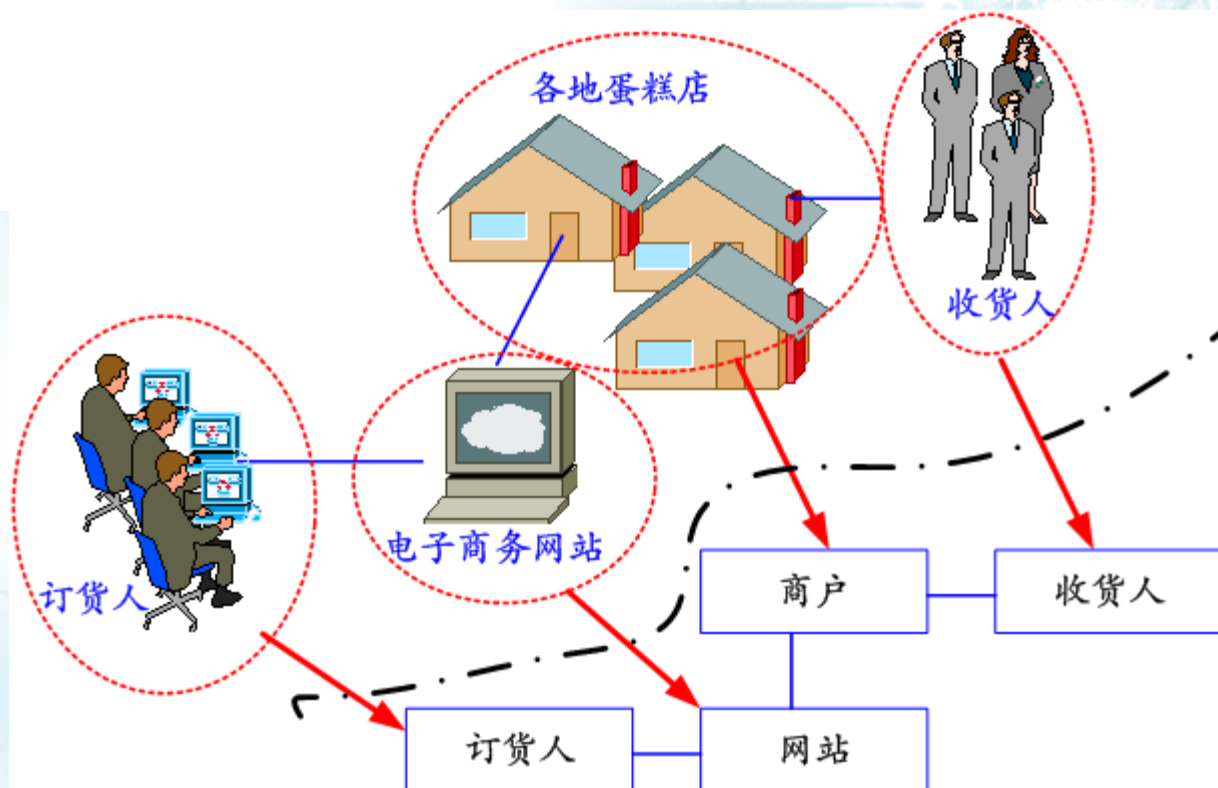 各地蛋糕店
收货人
电子商务网站
订货人
商户
收货人
订货人
网站